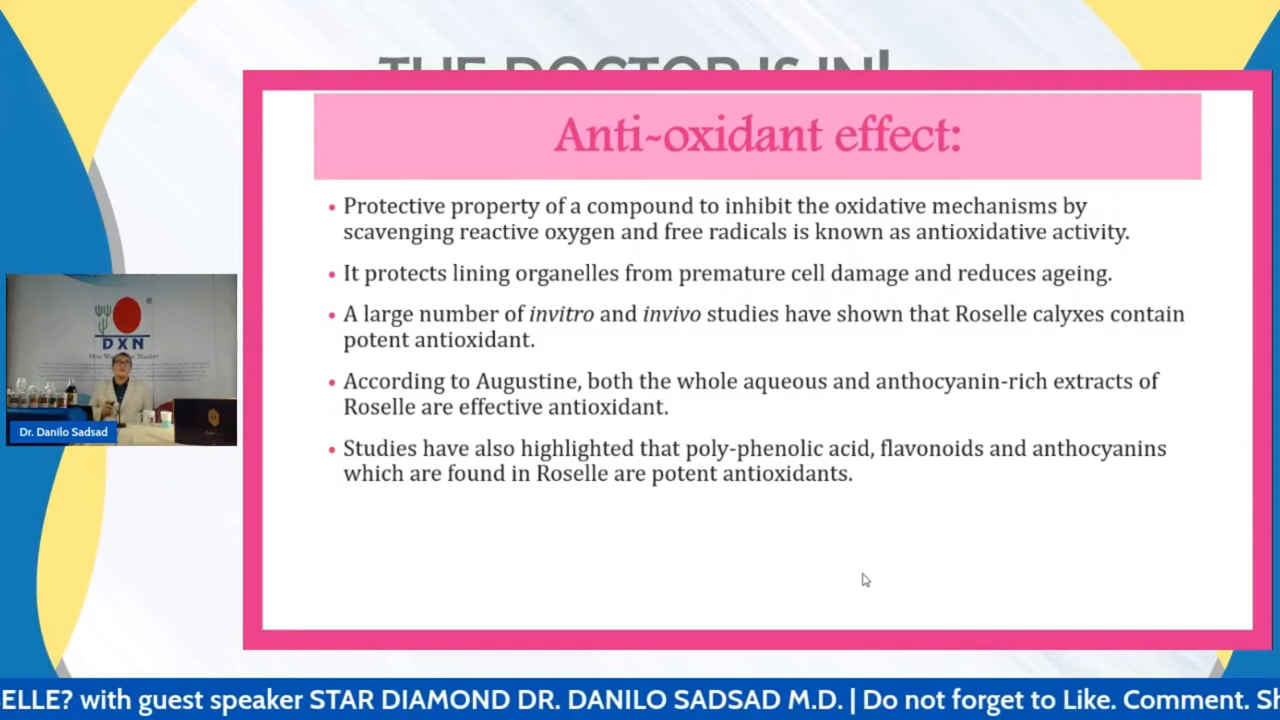 THE DOCTOR IS IN!
Anti-oxidant effect:
• Protective property of a compound to inhibit the oxidative mechanisms by
scavenging reactive oxygen and free radicals is known as antioxidative activity.
• It protects lining organelles from premature cell damage and reduces ageing.
• A large number of invitro and invivo studies have shown that Roselle calyxes contain
potent antioxidant.
• According to Augustine, both the whole aqueous and anthocyanin-rich extracts of
Roselle are effective antioxidant.
• Studies have also highlighted that poly-phenolic acid, flavonoids and anthocyanins
which are found in Roselle are potent antioxidants.
®
DXN
Dr. Danilo Sadsad
ELLE? with guest speaker STAR DIAMOND DR. DANILO SADSAD M.D. | Do not forget to Like. Comment. Sh